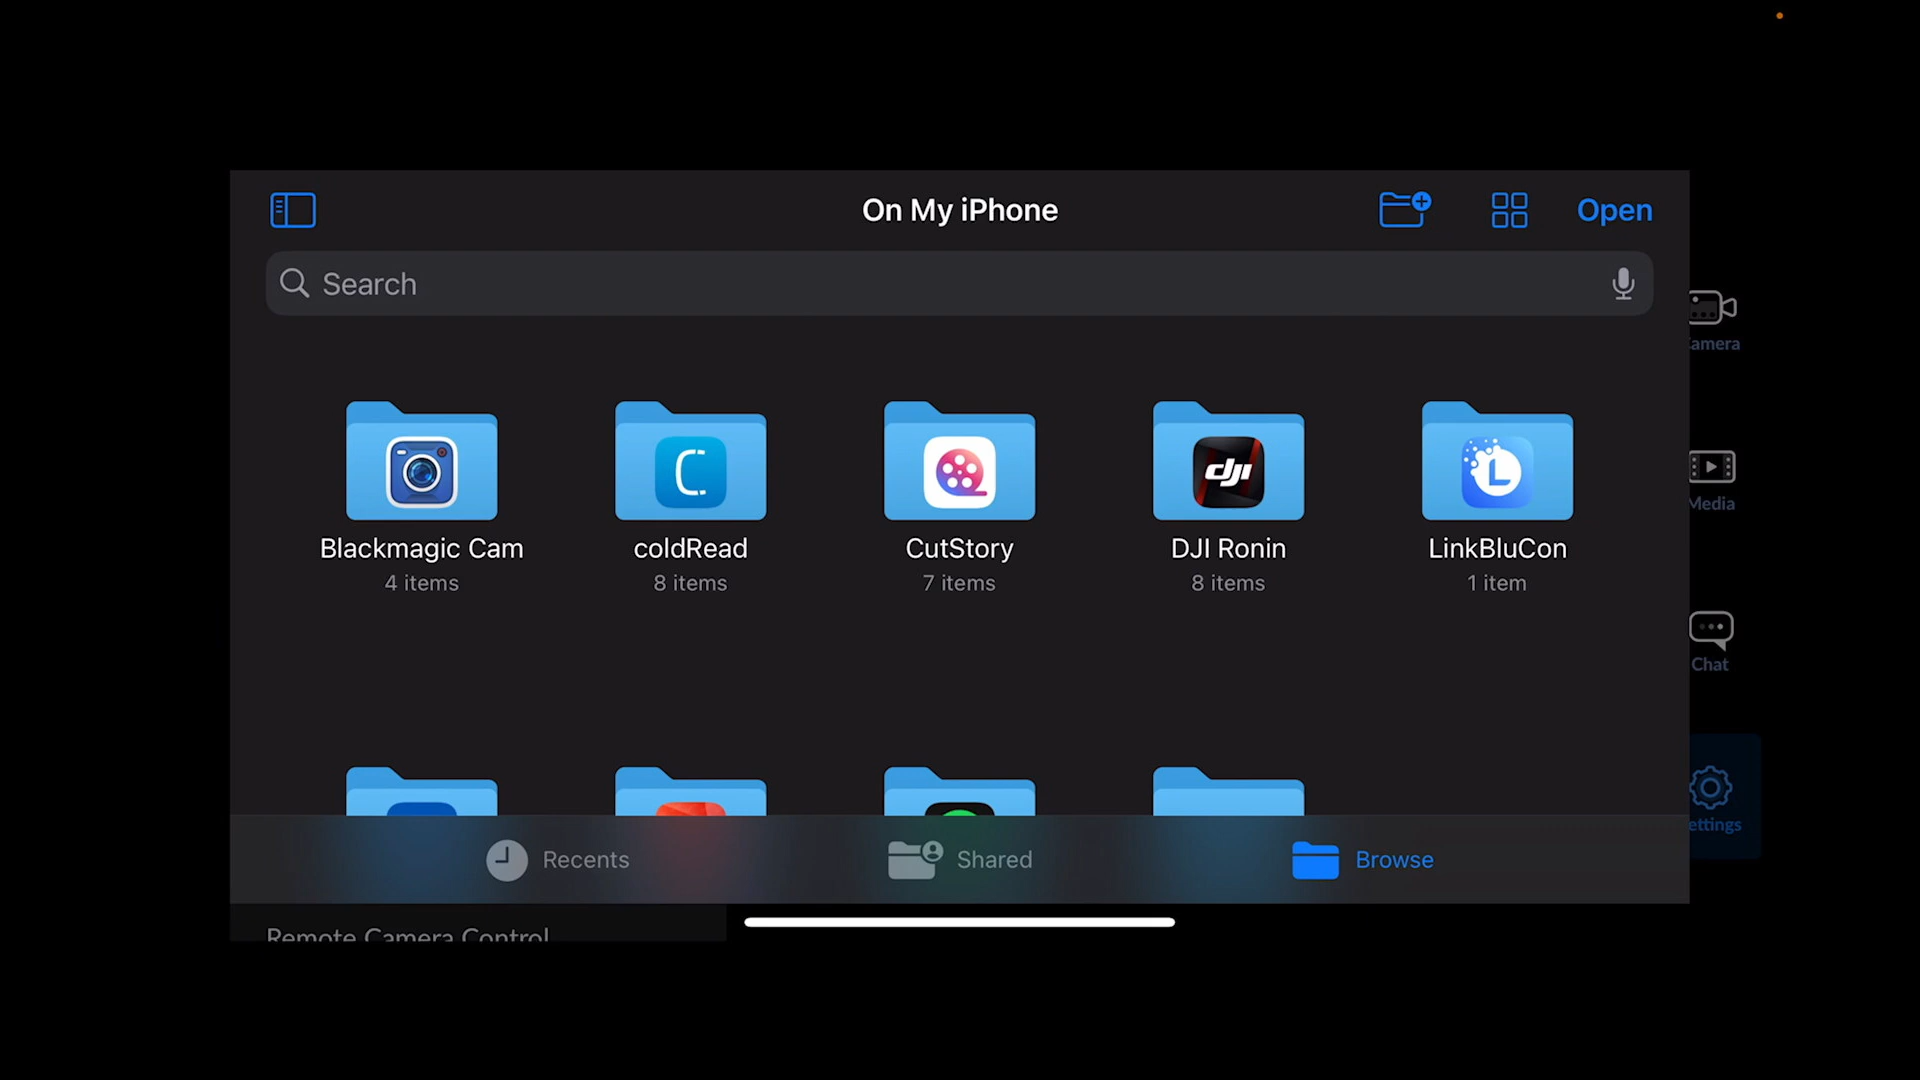 On My iPhone
Open
Search
Blackmagic Cam
4 items
coldRead
8 items
CutStory
7 items
dji
DJI Ronin
8 items
L
LinkBluCon
1 item
amera
Media
Chat
ettings
Recents
Shared
Browse
Remote Camera Control